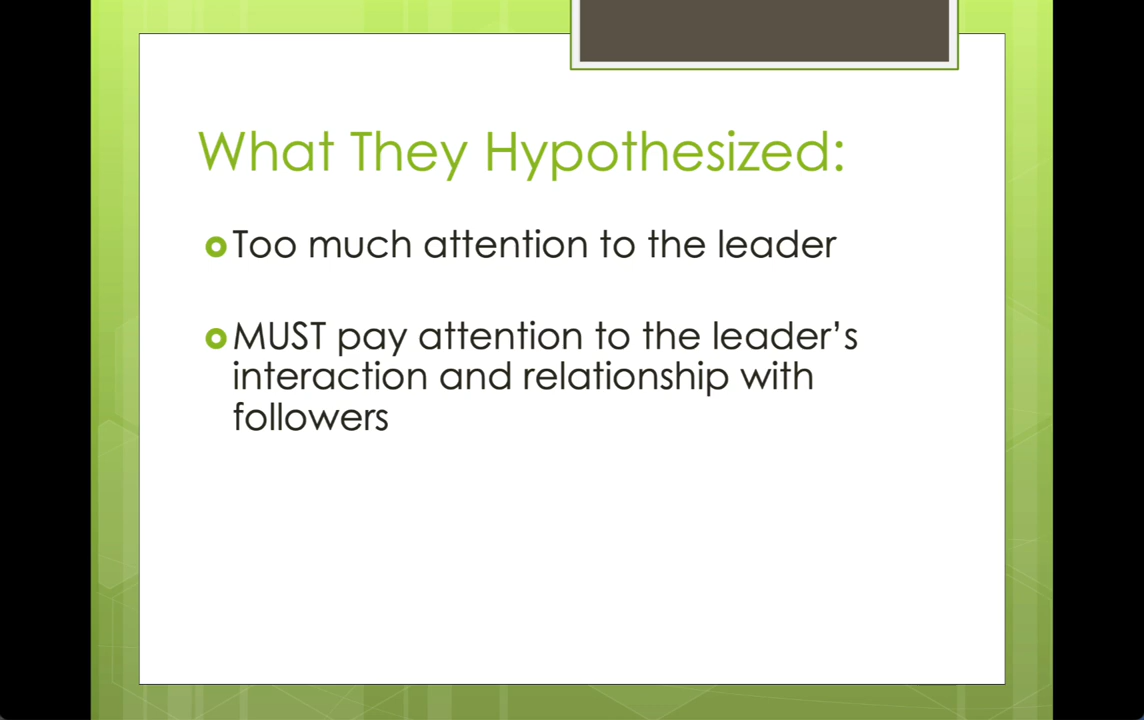 What They Hypothesized:
Too much attention to the leader
MUST pay attention to the leader’s
interaction and relationship with
followers